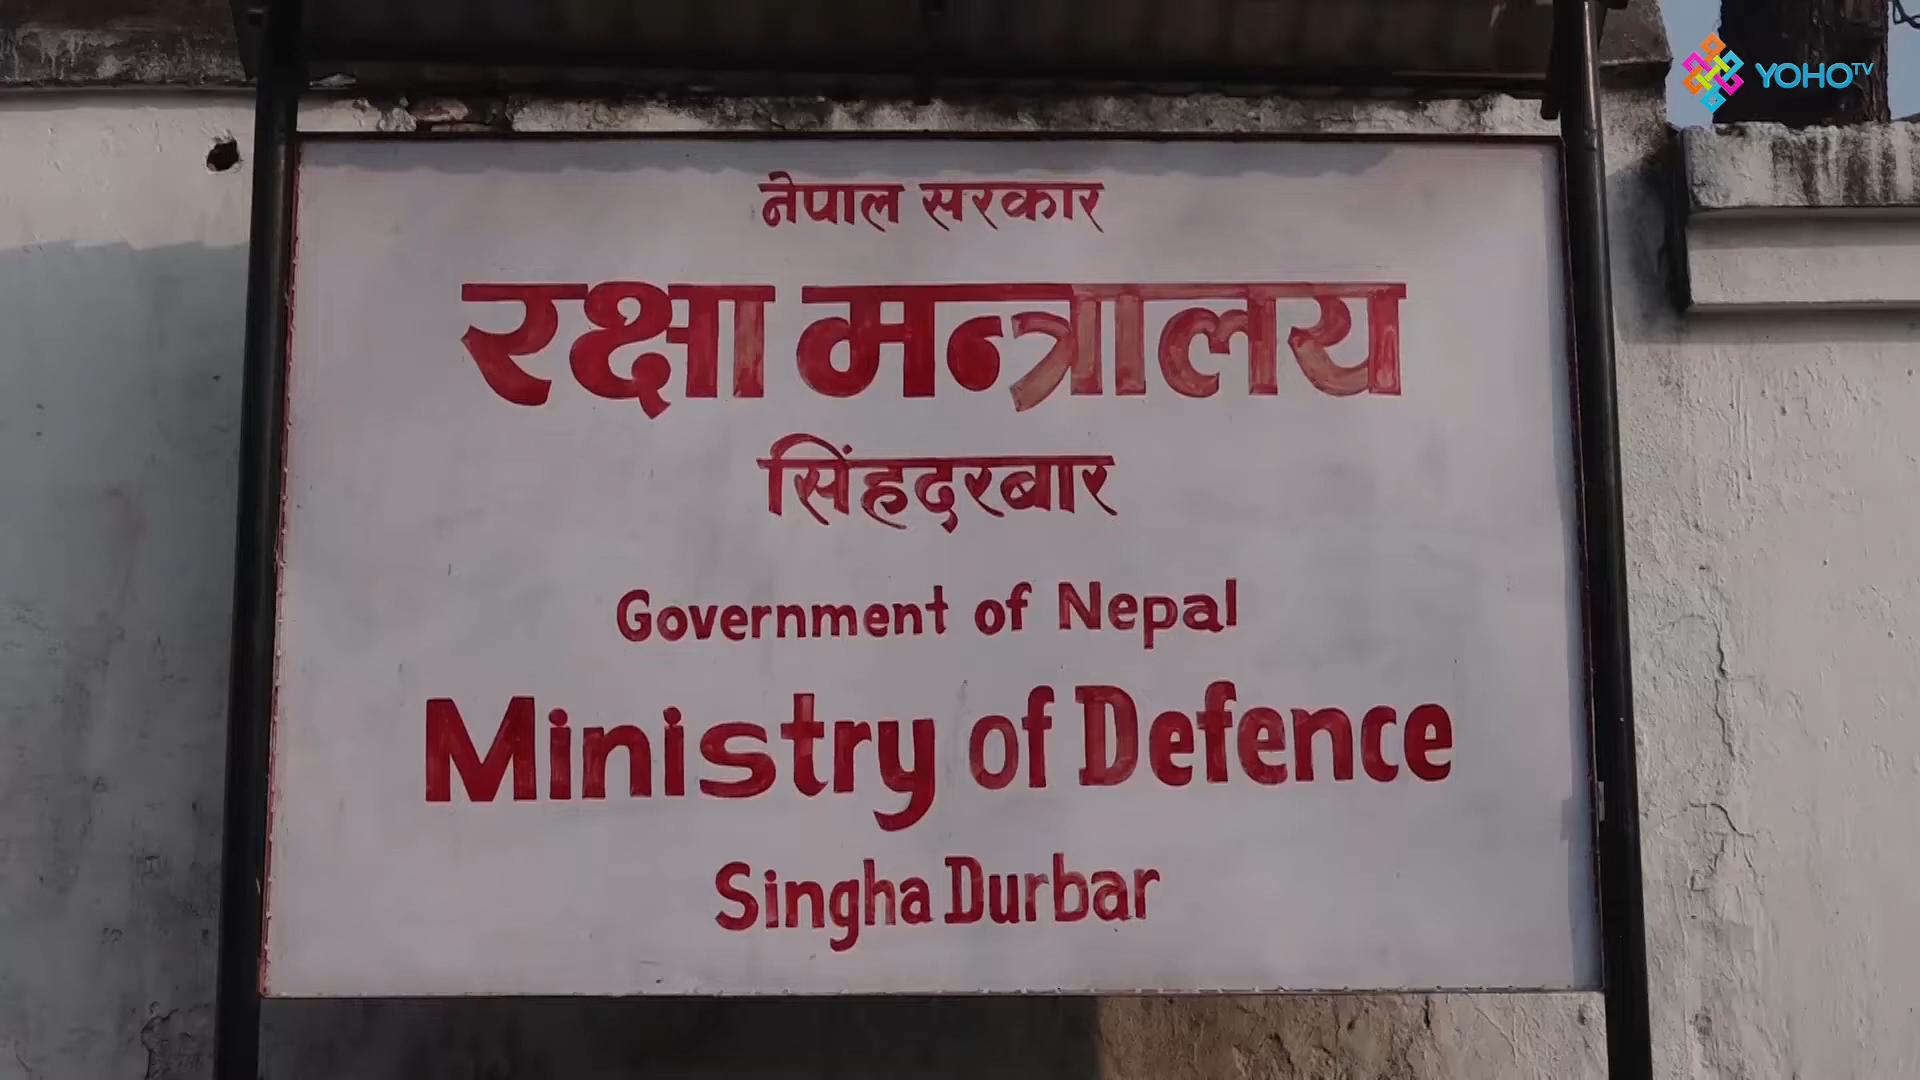 YOHO TV
नेपाल सरकार
रक्षा मन्त्रालय
सिंहदरबार
Government of Nepal
Ministry of Defence
Singha Durbar